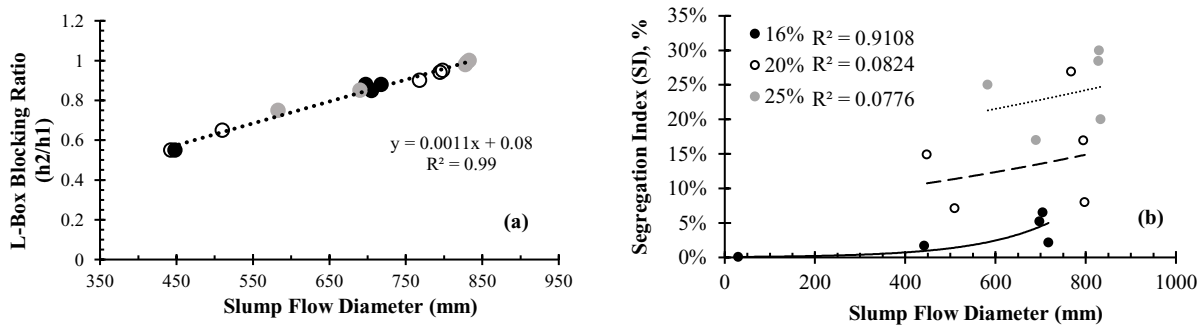 L-Box Blocking Ratio
(h2/h1)
1.2
1
0.8
0.6
0.4
0.2
0
y = 0.0011x + 0.08
R² = 0.99
(a)
350 450 550 650 750 850 950
Slump Flow Diameter (mm)
Segregation Index (SI), %
35%
30%
25%
20%
15%
10%
5%
0%
16% R² = 0.9108
20% R² = 0.0824
25% R² = 0.0776
(b)
0 200 400 600 800 1000
Slump Flow Diameter (mm)